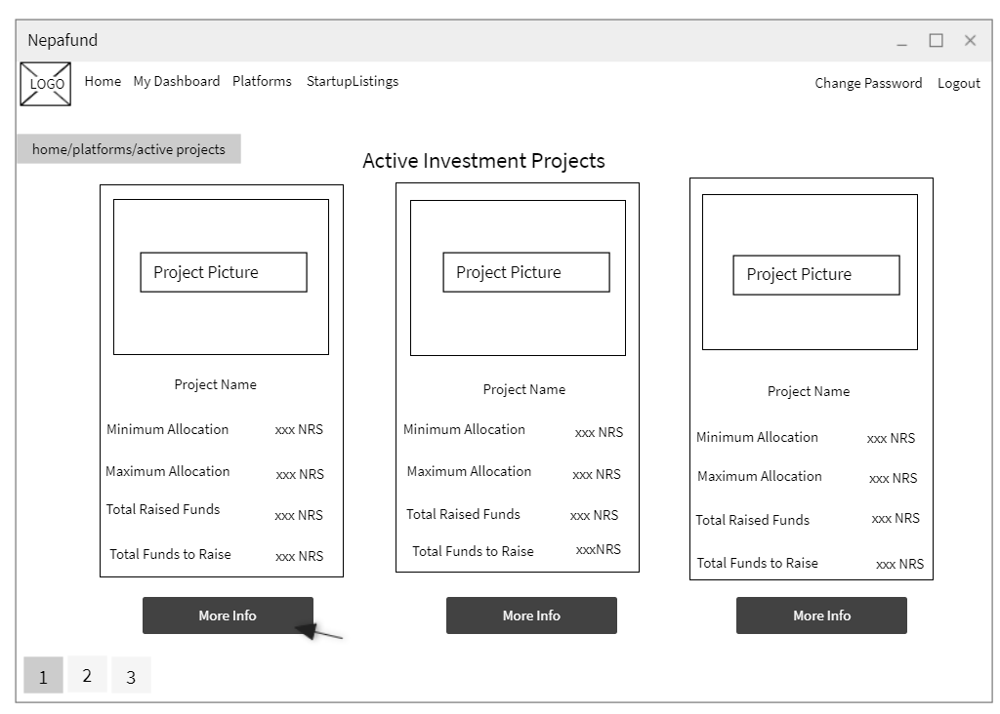 Nepafund
LOGO Home My Dashboard Platforms StartupListings Change Password Logout
home/platforms/active projects
Active Investment Projects
Project Picture
Project Name
Minimum Allocation xxx NRS
Maximum Allocation xxx NRS
Total Raised Funds xxx NRS
Total Funds to Raise xxx NRS
More Info
Project Picture
Project Name
Minimum Allocation xxx NRS
Maximum Allocation xxx NRS
Total Raised Funds xxx NRS
Total Funds to Raise xxxNRS
More Info
Project Picture
Project Name
Minimum Allocation xxx NRS
Maximum Allocation xxx NRS
Total Raised Funds xxx NRS
Total Funds to Raise xxx NRS
More Info
1 2 3